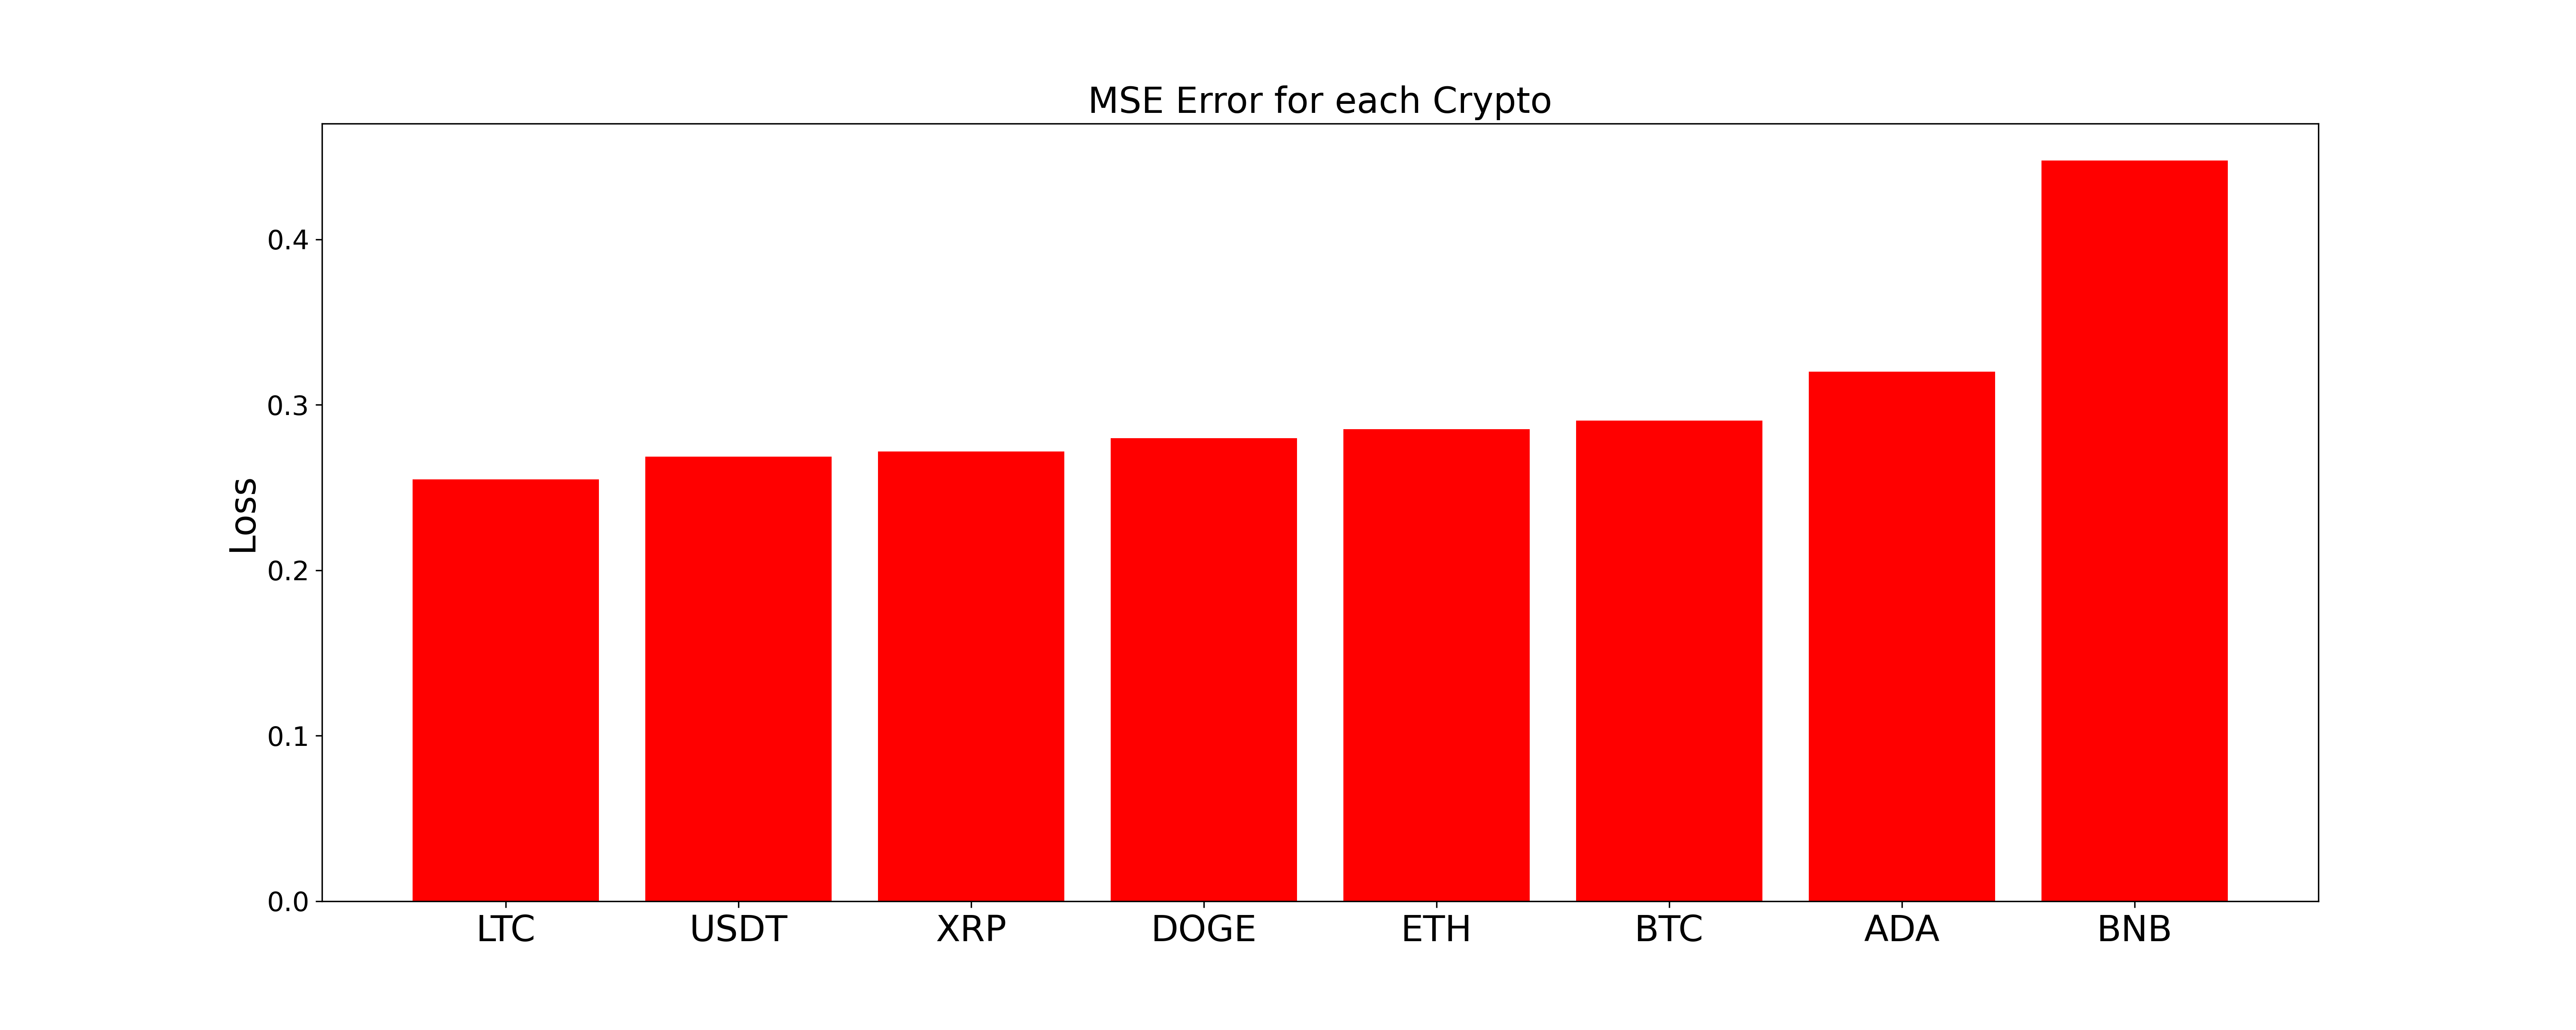 MSE Error for each Crypto
Loss
0.4
0.3
0.2
0.1
0.0
LTC USDT XRP DOGE ETH BTC ADA BNB